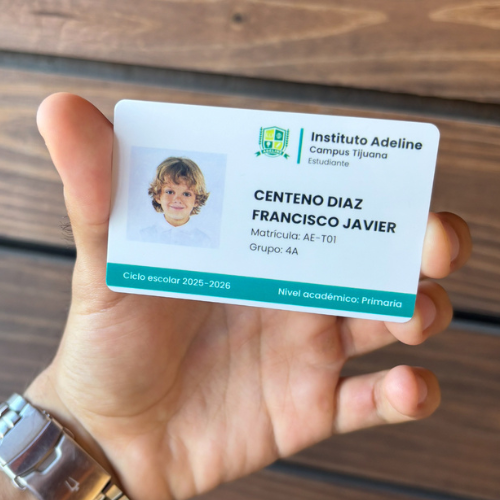 Instituto Adeline
Campus Tijuana
Estudiante
CENTENO DIAZ
FRANCISCO JAVIER
Matrícula: AE-T01
Grupo: 4A
Ciclo escolar 2025-2026
Nivel académico: Primaria